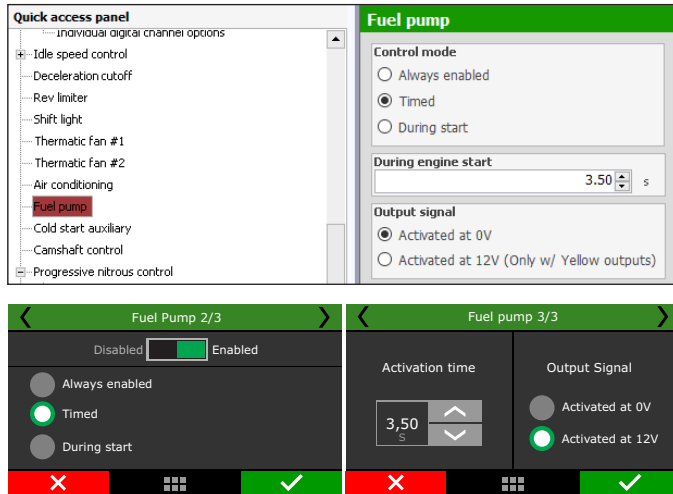 Quick access panel
Individual digital channel options
Idle speed control
Deceleration cutoff
Rev limiter
Shift light
Thermatic fan #1
Thermatic fan #2
Air conditioning
Fuel pump
Cold start auxiliary
Camshaft control
Progressive nitrous control
Fuel pump
Control mode
Always enabled
Timed
During start
During engine start
3.50 s
Output signal
Activated at 0V
Activated at 12V (Only w/ Yellow outputs)
Fuel Pump 2/3
Disabled Enabled
Always enabled
Timed
During start
Fuel pump 3/3
Activation time
3,50
S
Output Signal
Activated at 0V
Activated at 12V